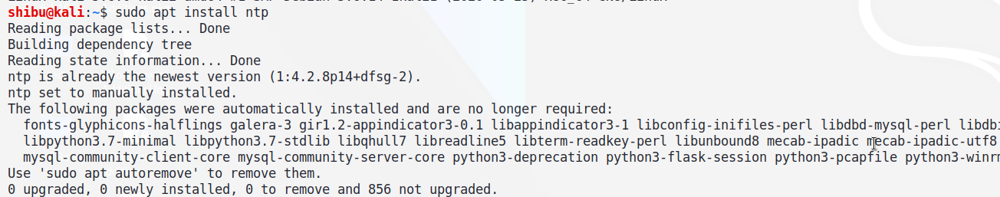 shibu@kali:~$ sudo apt install ntp
Reading package lists... Done
Building dependency tree
Reading state information... Done
ntp is already the newest version (1:4.2.8p14+dfsg-2).
ntp set to manually installed.
The following packages were automatically installed and are no longer required:
fonts-glyphicons-halflings galera-3 gir1.2-appindicator3-0.1 libappindicator3-1 libconfig-inifiles-perl libdbd-mysql-perl libdbi
libpython3.7-minimal libpython3.7-stdlib libqhull7 libreadline5 libterm-readkey-perl libunbound8 mecab-ipadic mecab-ipadic-utf8
mysql-community-client-core mysql-community-server-core python3-deprecation python3-flask-session python3-pcapfile python3-winr
Use 'sudo apt autoremove' to remove them.
0 upgraded, 0 newly installed, 0 to remove and 856 not upgraded.